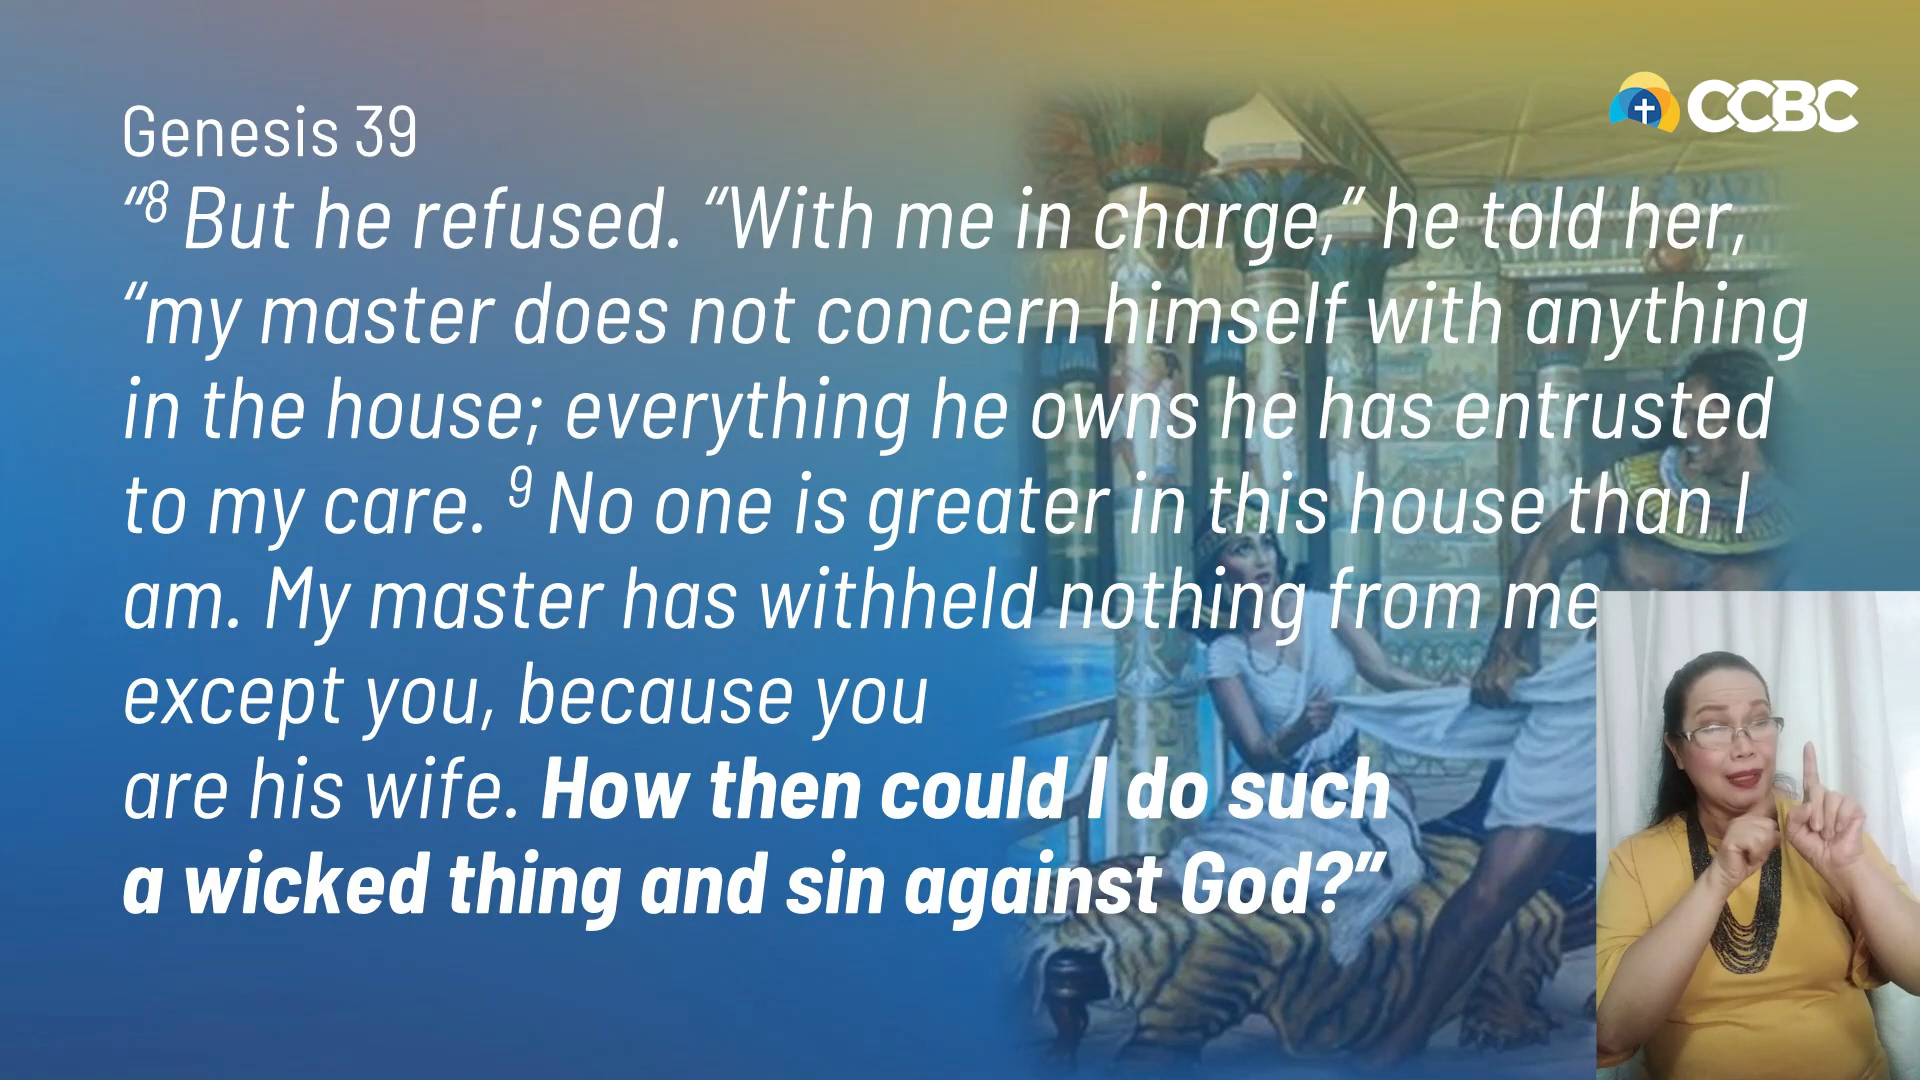 CCBC
Genesis 39
“8 But he refused. “With me in charge,” he told her,
“my master does not concern himself with anything
in the house; everything he owns he has entrusted
to my care. 9 No one is greater in this house than I
am. My master has withheld nothing from me
except you, because you
are his wife. How then could I do such
a wicked thing and sin against God?”